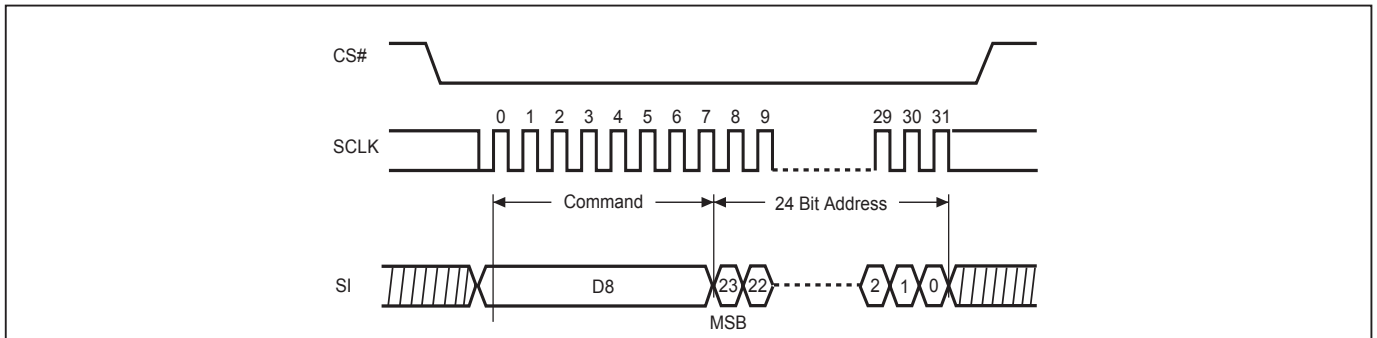 CS#
0 1 2 3 4 5 6 7 8 9 29 30 31
SCLK
Command 24 Bit Address
SI D8 23 22 2 1 0
MSB